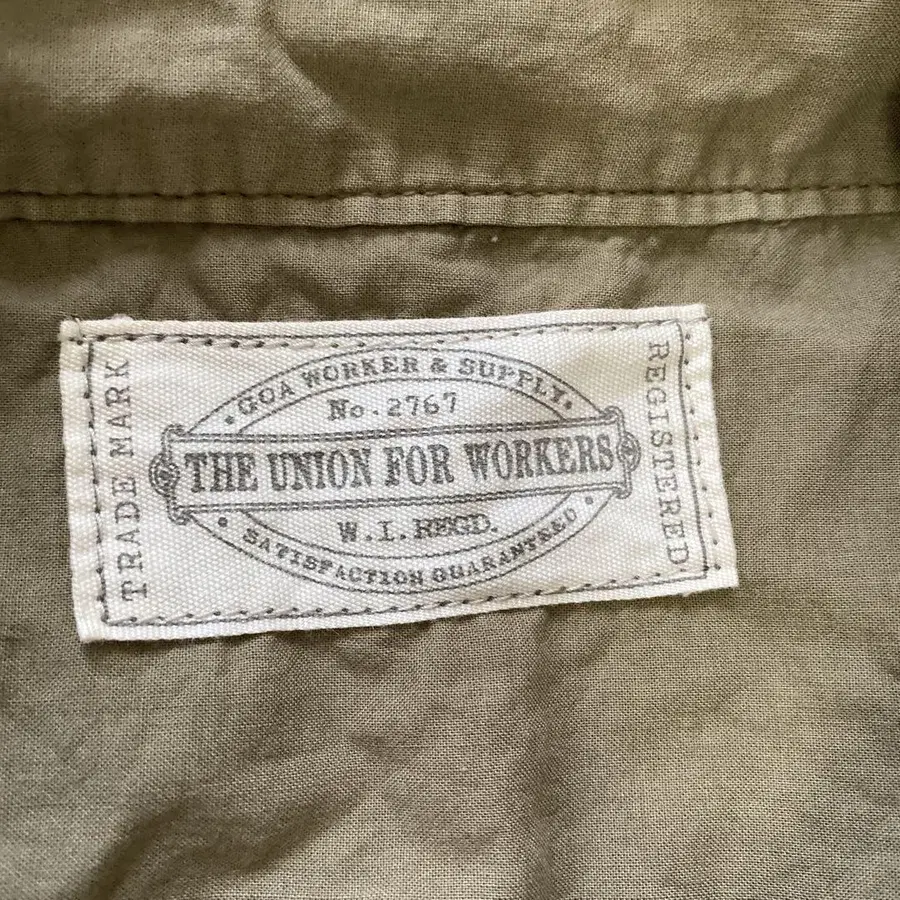 TRADE MARK
GOA WORKER & SUPPLY.
No. 2767
THE UNION FOR WORKERS
W.I. REGD.
SATISFACTION GUARANTEED
REGISTERED